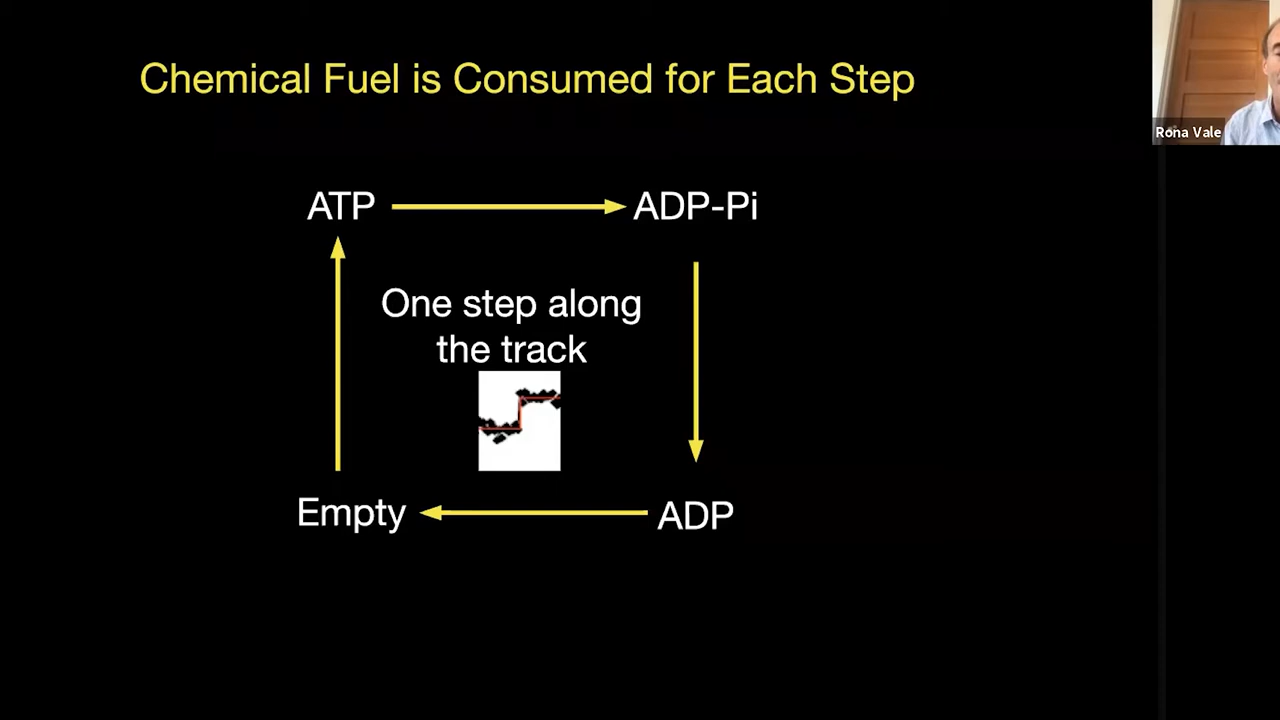 Chemical Fuel is Consumed for Each Step
Rona Vale
ATP
ADP-Pi
One step along
the track
Empty
ADP